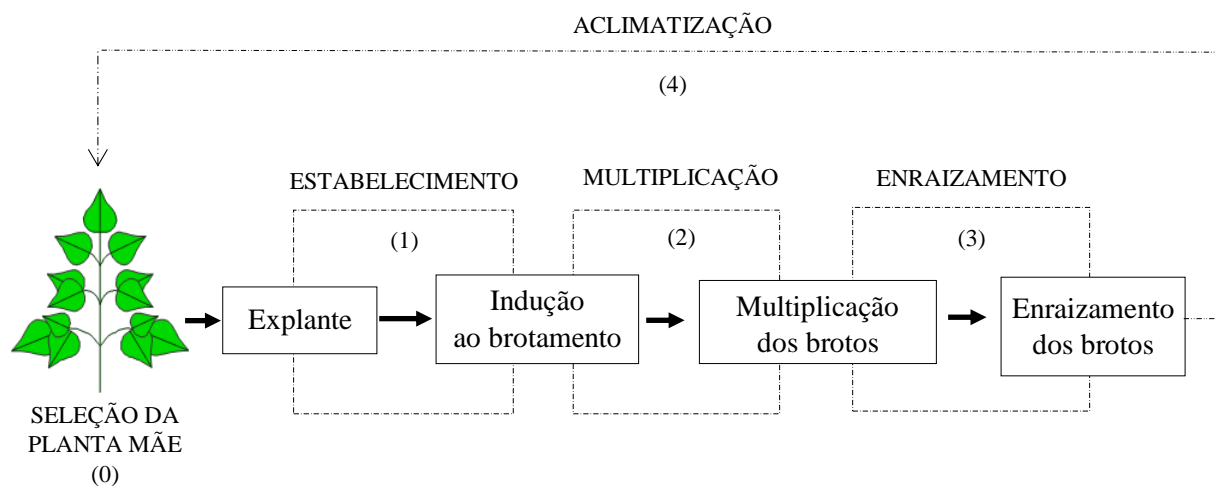 ACLIMATIZAÇÃO
(4)
ESTABELECIMENTO
(1)
MULTIPLICAÇÃO
(2)
ENRAIZAMENTO
(3)
Explante
Indução
ao brotamento
Multiplicação
dos brotos
Enraizamento
dos brotos
SELEÇÃO DA
PLANTA MÃE
(0)